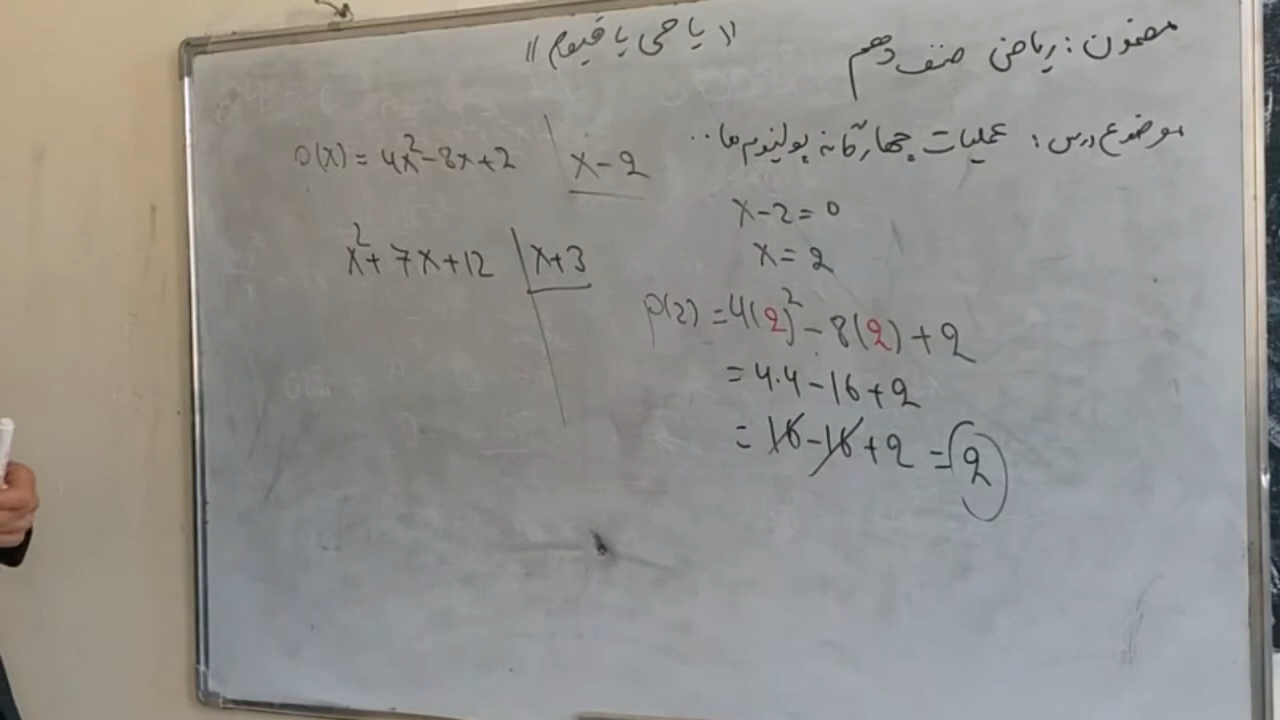 "یا حی یا قیوم"
مضمون: ریاضی صنف دهم
موضوع درس: عملیات چهارگانه پولینوم ها..
P(x) = 4x² - 8x + 2 | x - 2
x - 2 = 0
x = 2
x² + 7x + 12 | x + 3
P(2) = 4(2)² - 8(2) + 2
= 4.4 - 16 + 2
= 16 - 16 + 2 = 2